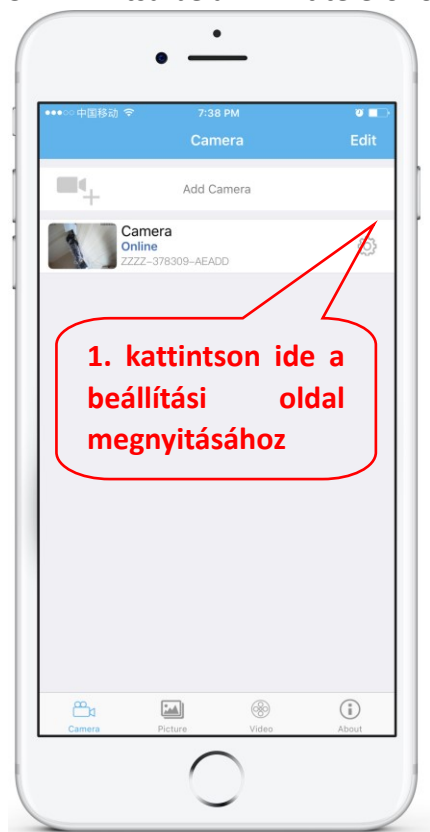 中国移动
7:38 PM
Camera
Edit
Add Camera
Camera
Online
ZZZZ-378309-AEADD
1. kattintson ide a
beállítási oldal
megnyitásához
Camera
Picture
Video
About